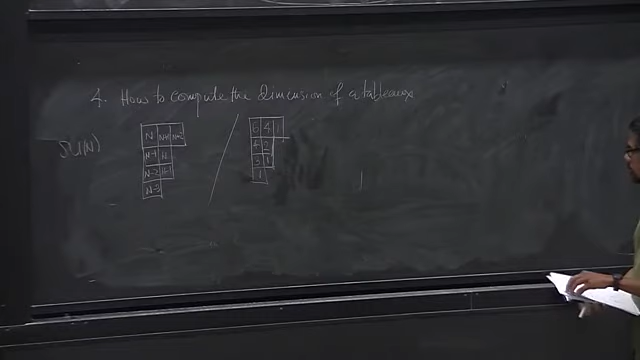 4. How to compute the dimension of a tableaux
SU(N)
N N+1 N+2 / 6 4 1
N-1 N 4 2
N-2 N-1 3 1
N-3 1